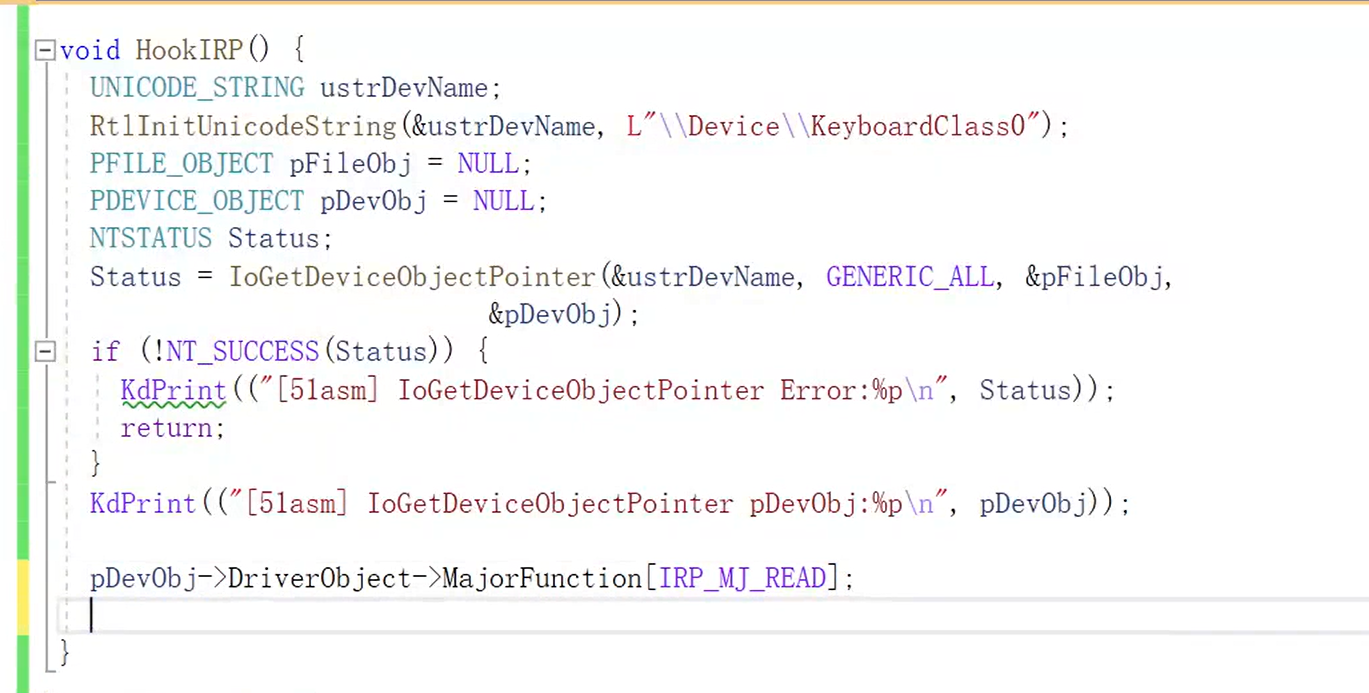 void HookIRP() {
UNICODE_STRING ustrDevName;
RtlInitUnicodeString(&ustrDevName, L"\\Device\\KeyboardClass0");
PFILE_OBJECT pFileObj = NULL;
PDEVICE_OBJECT pDevObj = NULL;
NTSTATUS Status;
Status = IoGetDeviceObjectPointer(&ustrDevName, GENERIC_ALL, &pFileObj,
&pDevObj);
if (!NT_SUCCESS(Status)) {
KdPrint(("[51asm] IoGetDeviceObjectPointer Error:%p\n", Status));
return;
}
KdPrint(("[51asm] IoGetDeviceObjectPointer pDevObj:%p\n", pDevObj));
pDevObj->DriverObject->MajorFunction[IRP_MJ_READ];
}